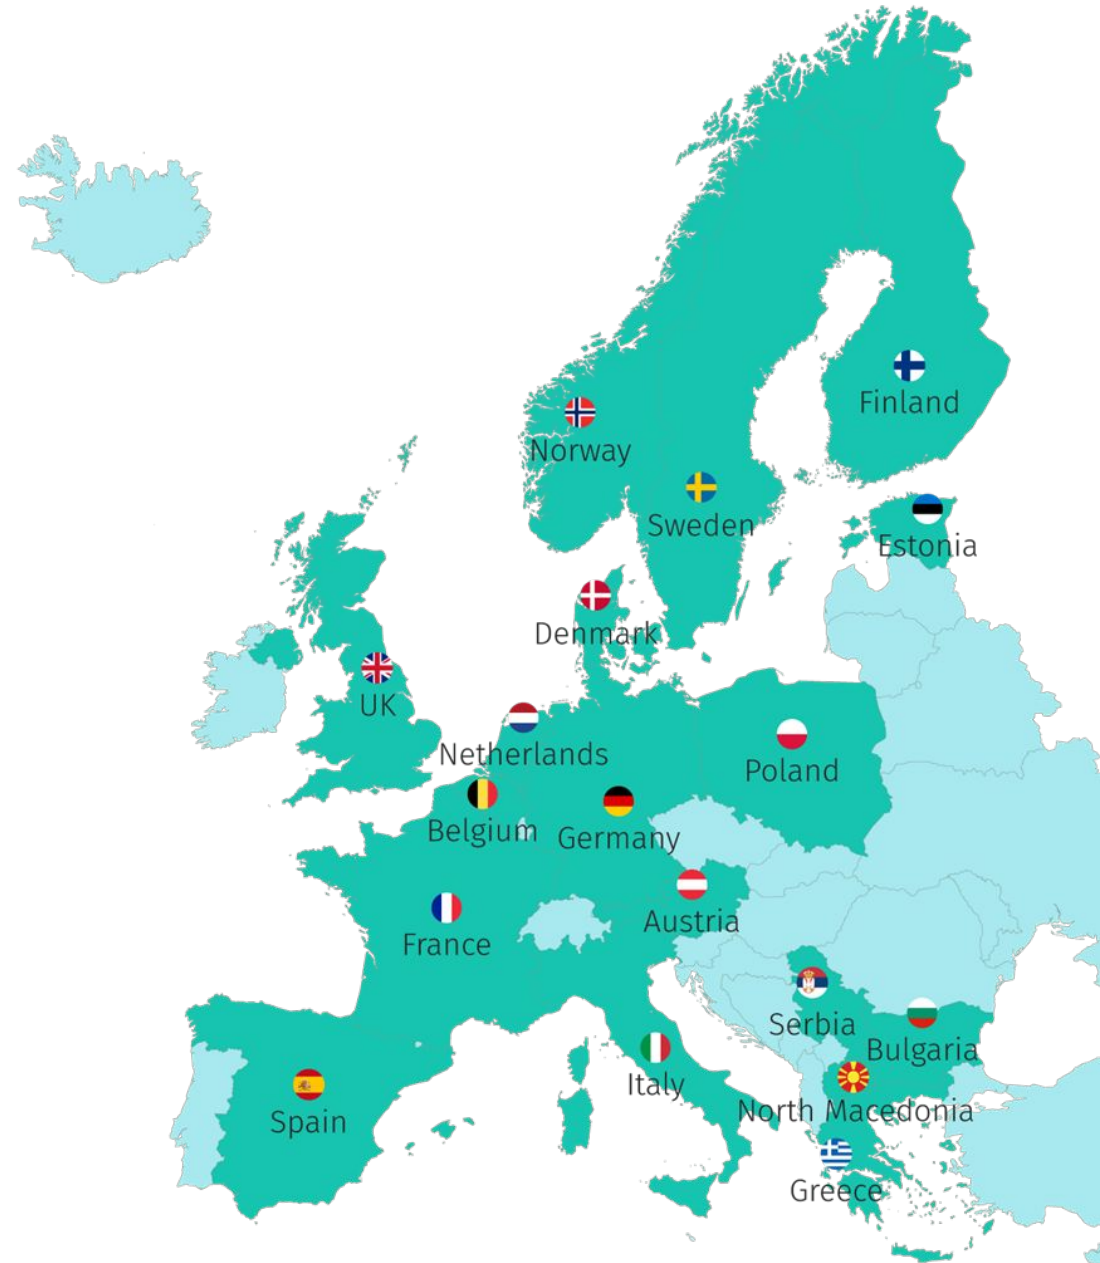 Finland
Norway
Sweden
Estonia
Denmark
UK
Netherlands
Poland
Belgium
Germany
Austria
France
Serbia
Bulgaria
Italy
North Macedonia
Spain
Greece